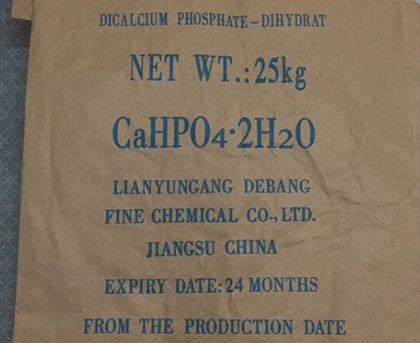 DICALCIUM PHOSPHATE-DIHYDRAT
NET WT.:25kg
CaHPO4·2H2O
LIANYUNGANG DEBANG
FINE CHEMICAL CO.,LTD.
JIANGSU CHINA
EXPIRY DATE:24 MONTHS
FROM THE PRODUCTION DATE